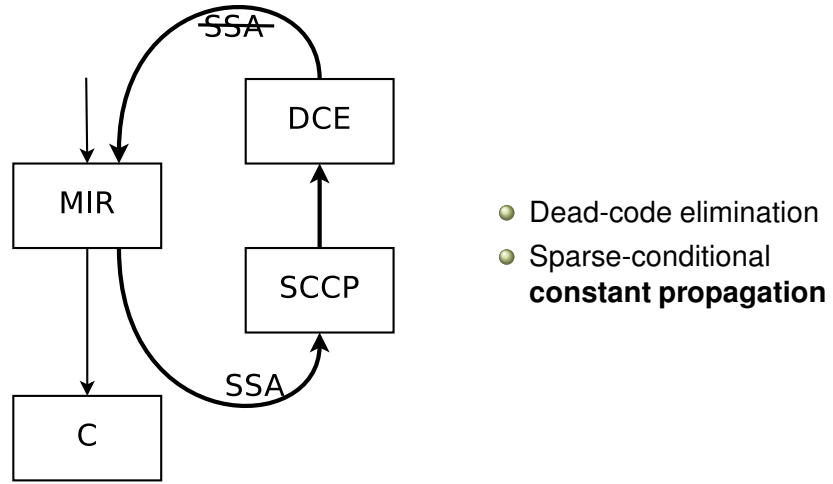 SSA
DCE
MIR
SCCP
SSA
C
Dead-code elimination
Sparse-conditional
constant propagation